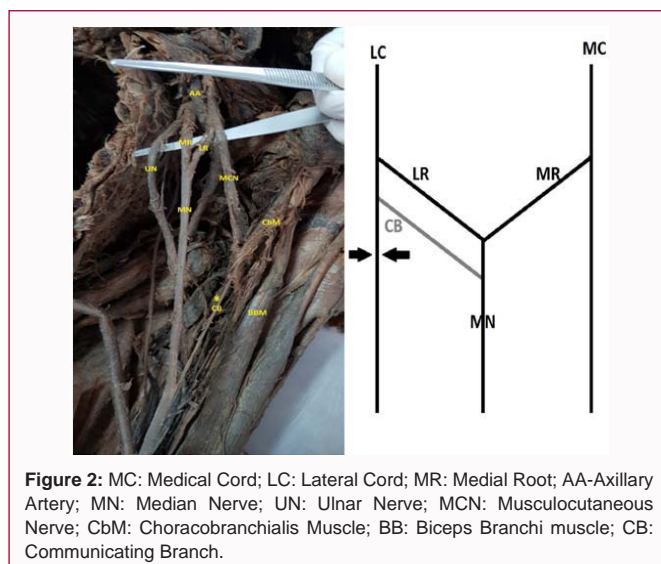 AA
MR
LR
UN
MCN
MN
CbM
CB
BBM
LC
MC
LR
MR
CB
MN
Figure 2: MC: Medical Cord; LC: Lateral Cord; MR: Medial Root; AA-Axillary
Artery; MN: Median Nerve; UN: Ulnar Nerve; MCN: Musculocutaneous
Nerve; CbM: Choracobranchialis Muscle; BB: Biceps Branchi muscle; CB:
Communicating Branch.